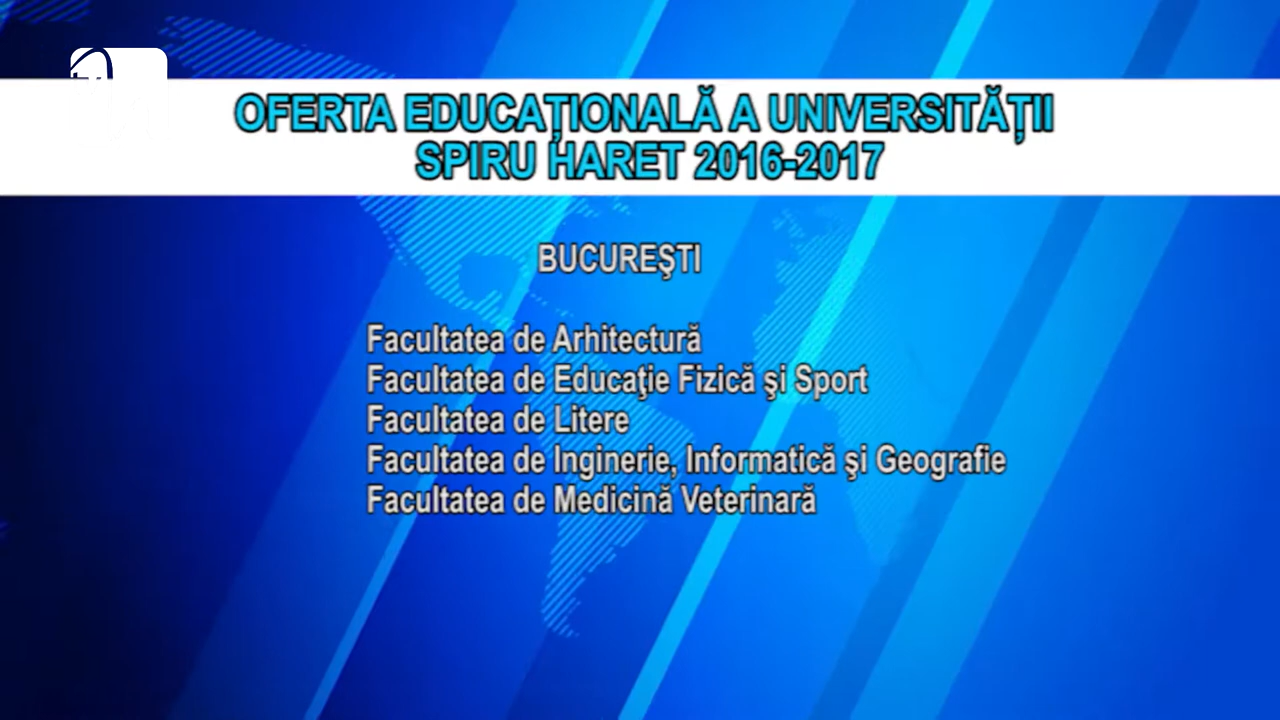 OFERTA EDUCAȚIONALĂ A UNIVERSITĂȚII
SPIRU HARET 2016-2017
BUCUREŞTI
Facultatea de Arhitectură
Facultatea de Educaţie Fizică şi Sport
Facultatea de Litere
Facultatea de Inginerie, Informatică şi Geografie
Facultatea de Medicină Veterinară